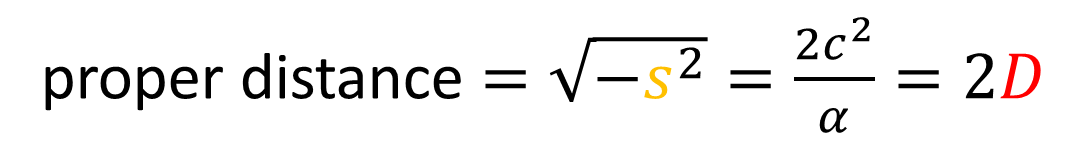 proper distance = √−s² = 2c²/α = 2D